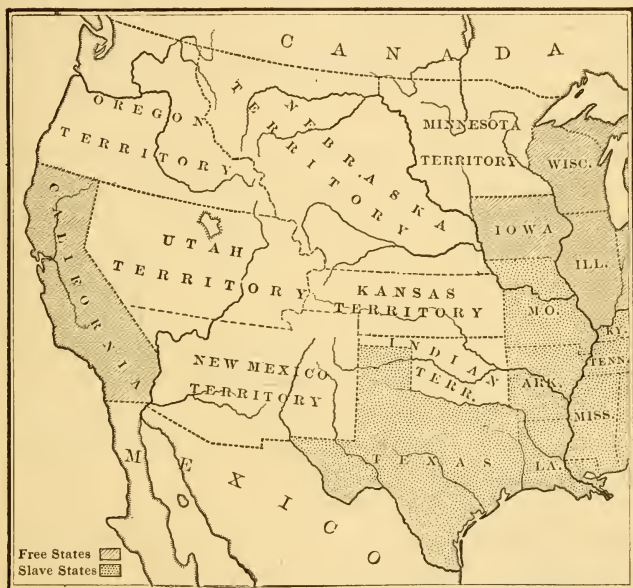 CANADA
OREGON
TERRITORY
NEBRASKA
TERRITORY
MINNESOTA
TERRITORY
WISC.
IOWA
ILL.
UTAH
TERRITORY
CALIFORNIA
KANSAS
TERRITORY
MO.
KY.
TENN.
INDIAN
TERR.
ARK.
MISS.
NEW MEXICO
TERRITORY
TEXAS
LA.
MEXICO
Free States
Slave States